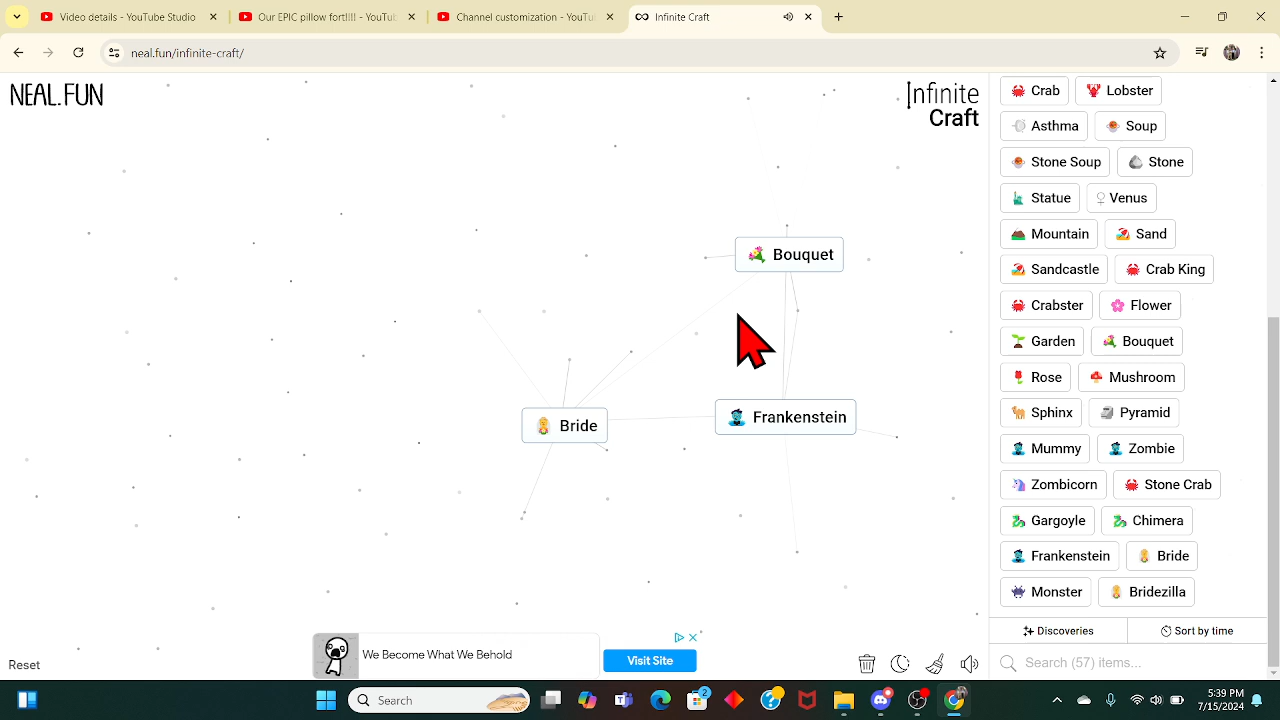 Video details - YouTube Studio
Our EPIC pillow fort!!!! - YouTub
Channel customization - YouTu
Infinite Craft
neal.fun/infinite-craft/
NEAL.FUN
Infinite
Craft
Crab Lobster
Asthma Soup
Stone Soup Stone
Statue Venus
Mountain Sand
Sandcastle Crab King
Crabster Flower
Garden Bouquet
Rose Mushroom
Sphinx Pyramid
Mummy Zombie
Zombicorn Stone Crab
Gargoyle Chimera
Frankenstein Bride
Monster Bridezilla
Bouquet
Bride
Frankenstein
We Become What We Behold
Visit Site
Reset
Discoveries Sort by time
Search (57) items...
Search
2
5:39 PM
7/15/2024